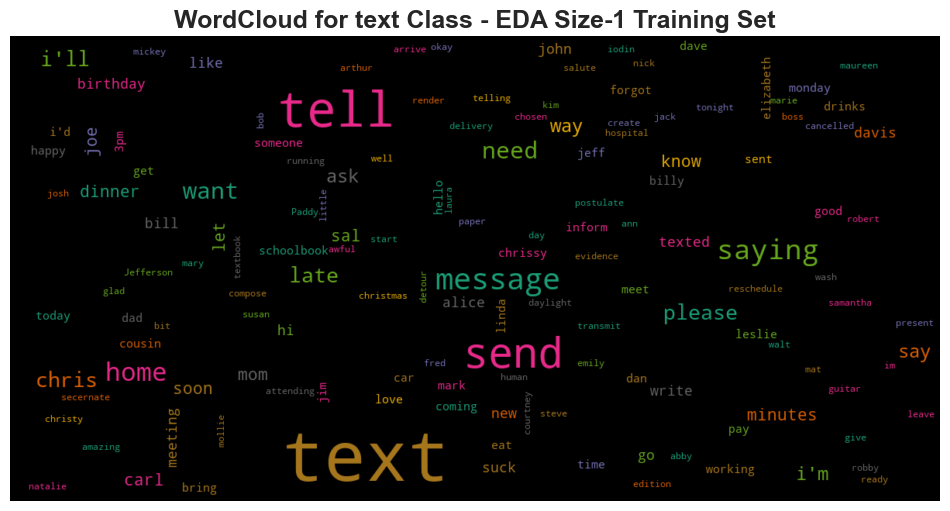 WordCloud for text Class - EDA Size-1 Training Set
mickey arrive okay john iodin dave
i'll like arthur salute nick maureen
birthday forgot elizabeth monday
tell render telling kim chosen tonight marie drinks
bob delivery way create jack boss
i'd joe 3pm hospital cancelled davis
happy someone need jeff know sent
running well ask billy
get dinner want
josh little hello laura postulate good robert
bill Paddy paper ann
let sal start day inform texted saying
textbook schoolbook awful chrissy evidence
mary Jefferson late detour message meet wash
glad compose christmas alice daylight reschedule samantha
today dad susan linda please present
bit hi transmit leslie walt
cousin send say
home fred emily mat im
chris mom car human dan
secernate soon attending jim love mark write guitar
christy meeting mollie coming new courtney steve minutes leave
text pay give
amazing eat go abby
carl suck time working i'm robby
natalie bring edition ready